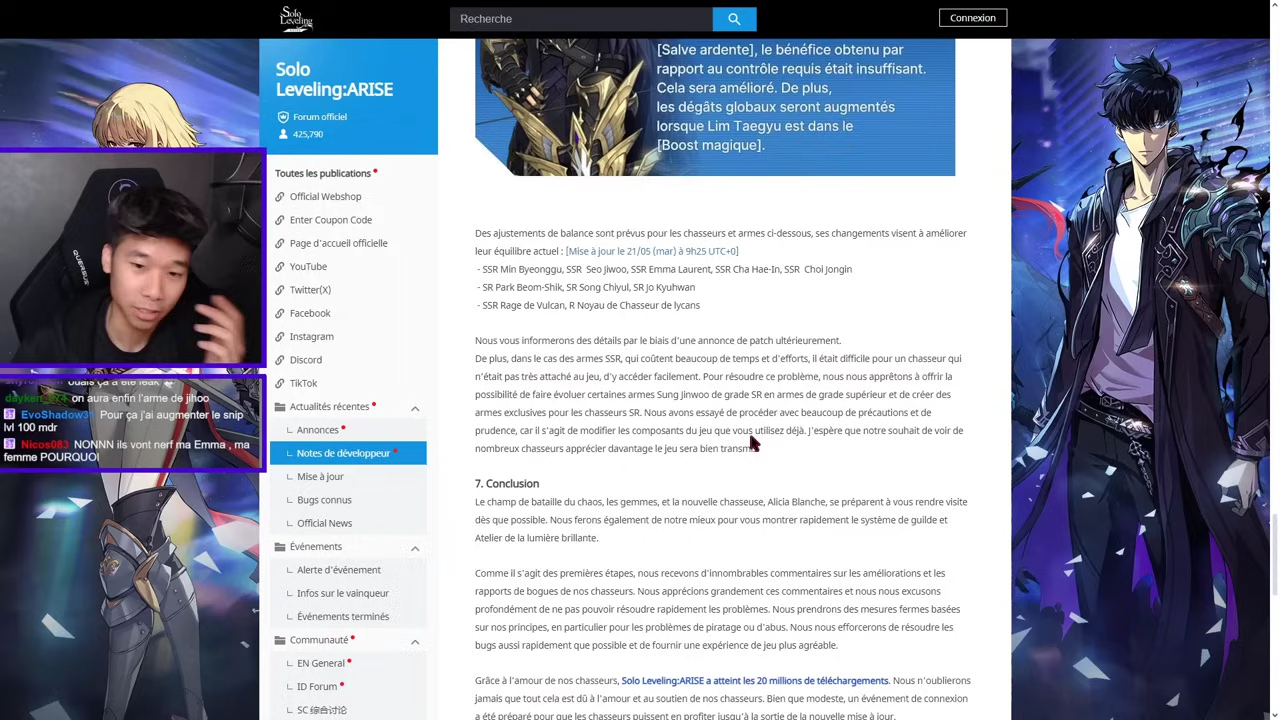 Solo Leveling
Recherche
Connexion
Solo
Leveling:ARISE
Forum officiel
425,790
Toutes les publications
Official Webshop
Enter Coupon Code
Page d'accueil officielle
YouTube
Twitter(X)
Facebook
Instagram
Discord
TikTok
Actualités récentes
Annonces
Notes de développeur
Mise à jour
Bugs connus
Official News
Événements
Alerte d'événement
Infos sur le vainqueur
Événements terminés
Communauté
EN General
ID Forum
SC 综合讨论
QUERSUS
ouais ça a été leak
on aura enfin l'arme de jihoo
Pour ça j'ai augmenter le snip
lvl 100 mdr
Nicos083 NONNN ils vont nerf ma Emma , ma
femme POURQUOI
[Salve ardente], le bénéfice obtenu par
rapport au contrôle requis était insuffisant.
Cela sera amélioré. De plus,
les dégâts globaux seront augmentés
lorsque Lim Taegyu est dans le
[Boost magique].
Des ajustements de balance sont prévus pour les chasseurs et armes ci-dessous, ses changements visent à améliorer
leur équilibre actuel : [Mise à jour le 21/05 (mar) à 9h25 UTC+0]
- SSR Min Byeonggu, SSR Seo Jiwoo, SSR Emma Laurent, SSR Cha Hae-In, SSR Choi Jongin
- SR Park Beom-Shik, SR Song Chiyul, SR Jo Kyuhwan
- SSR Rage de Vulcan, R Noyau de Chasseur de lycans
Nous vous informerons des détails par le biais d'une annonce de patch ultérieurement.
De plus, dans le cas des armes SSR, qui coûtent beaucoup de temps et d'efforts, il était difficile pour un chasseur qui
n'était pas très attaché au jeu, d'y accéder facilement. Pour résoudre ce problème, nous nous apprêtons à offrir la
possibilité de faire évoluer certaines armes Sung Jinwoo de grade SR en armes de grade supérieur et de créer des
armes exclusives pour les chasseurs SR. Nous avons essayé de procéder avec beaucoup de précautions et de
prudence, car il s'agit de modifier les composants du jeu que vous utilisez déjà. J'espère que notre souhait de voir de
nombreux chasseurs apprécier davantage le jeu sera bien
7. Conclusion
Le champ de bataille du chaos, les gemmes, et la nouvelle chasseuse, Alicia Blanche, se préparent à vous rendre visite
dès que possible. Nous ferons également de notre mieux pour vous montrer rapidement le système de guilde et
Atelier de la lumière brillante.
Comme il s'agit des premières étapes, nous recevons d'innombrables commentaires sur les améliorations et les
rapports de bogues de nos chasseurs. Nous apprécions grandement ces commentaires et nous nous excusons
profondément de ne pas pouvoir résoudre rapidement les problèmes. Nous prendrons des mesures fermes basées
sur nos principes, en particulier pour les problèmes de piratage ou d'abus. Nous nous efforcerons de résoudre les
bugs aussi rapidement que possible et de fournir une expérience de jeu plus agréable.
Grâce à l'amour de nos chasseurs, Solo Leveling:ARISE a atteint les 20 millions de téléchargements. Nous n'oublierons
jamais que tout cela est dû à l'amour et au soutien de nos chasseurs. Bien que modeste, un événement de connexion
a été préparé pour que les chasseurs puissent en profiter jusqu'à la sortie de la nouvelle mise à jour.